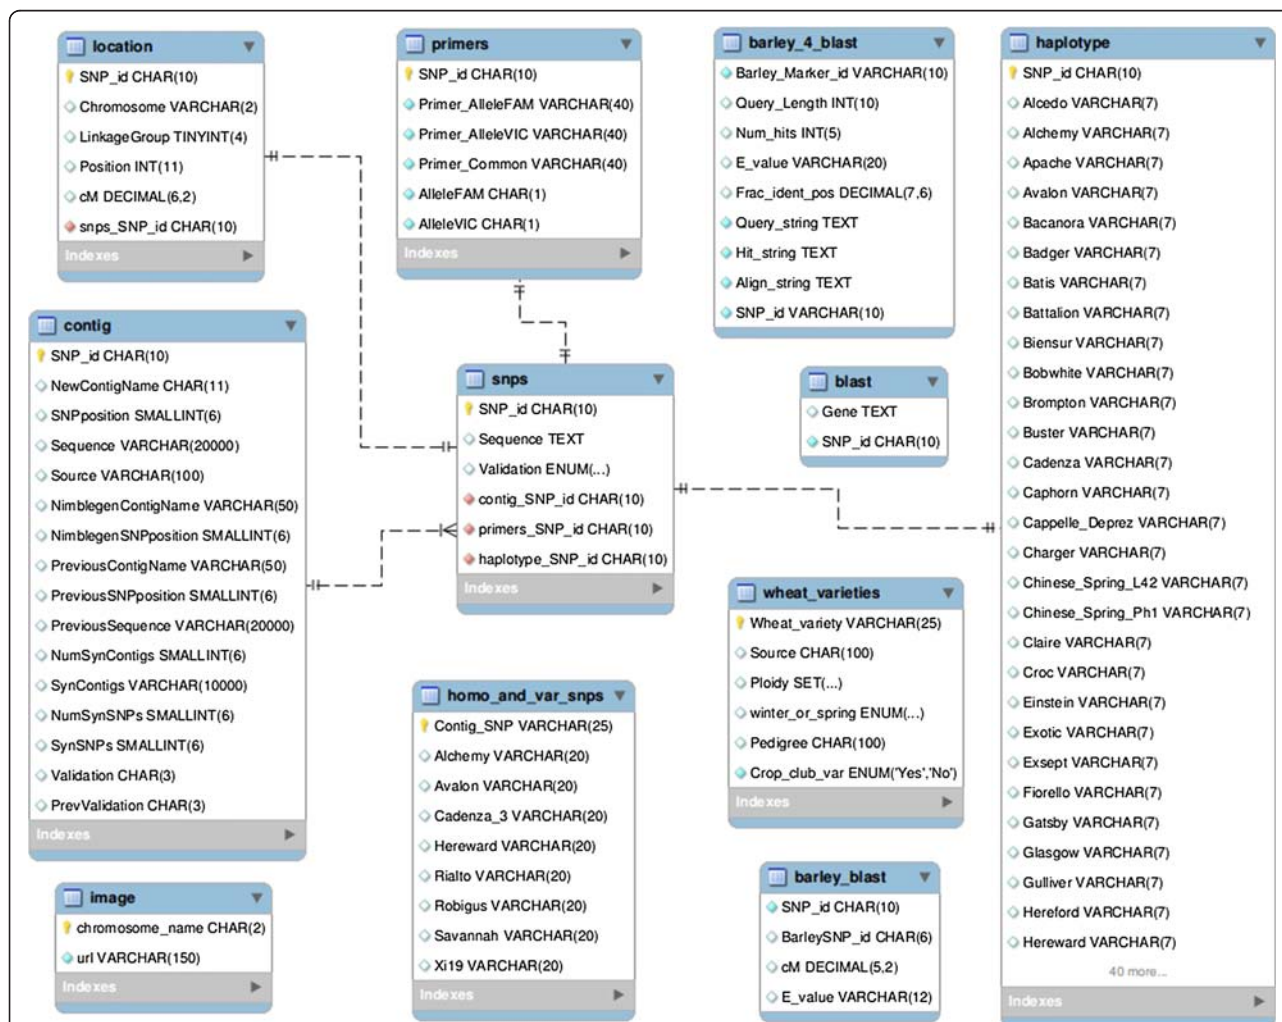 location
SNP_id CHAR(10)
Chromosome VARCHAR(2)
LinkageGroup TINYINT(4)
Position INT(11)
cM DECIMAL(6,2)
snps_SNP_id CHAR(10)
Indexes
primers
SNP_id CHAR(10)
Primer_AlleleFAM VARCHAR(40)
Primer_AlleleVIC VARCHAR(40)
Primer_Common VARCHAR(40)
AlleleFAM CHAR(1)
AlleleVIC CHAR(1)
Indexes
barley_4_blast
Barley_Marker_id VARCHAR(10)
Query_Length INT(10)
Num_hits INT(5)
E_value VARCHAR(20)
Frac_ident_pos DECIMAL(7,6)
Query_string TEXT
Hit_string TEXT
Align_string TEXT
SNP_id VARCHAR(10)
haplotype
SNP_id CHAR(10)
Alcedo VARCHAR(7)
Alchemy VARCHAR(7)
Apache VARCHAR(7)
Avalon VARCHAR(7)
Bacanora VARCHAR(7)
Badger VARCHAR(7)
Batis VARCHAR(7)
Battalion VARCHAR(7)
Biensur VARCHAR(7)
Bobwhite VARCHAR(7)
Brompton VARCHAR(7)
Buster VARCHAR(7)
Cadenza VARCHAR(7)
Caphorn VARCHAR(7)
Cappelle_Deprez VARCHAR(7)
Charger VARCHAR(7)
Chinese_Spring_L42 VARCHAR(7)
Chinese_Spring_Ph1 VARCHAR(7)
Claire VARCHAR(7)
Croc VARCHAR(7)
Einstein VARCHAR(7)
Exotic VARCHAR(7)
Exsept VARCHAR(7)
Fiorello VARCHAR(7)
Gatsby VARCHAR(7)
Glasgow VARCHAR(7)
Gulliver VARCHAR(7)
Hereford VARCHAR(7)
Hereward VARCHAR(7)
40 more...
Indexes
contig
SNP_id CHAR(10)
NewContigName CHAR(11)
SNPposition SMALLINT(6)
Sequence VARCHAR(20000)
Source VARCHAR(100)
NimblegenContigName VARCHAR(50)
NimblegenSNPposition SMALLINT(6)
PreviousContigName VARCHAR(50)
PreviousSNPposition SMALLINT(6)
PreviousSequence VARCHAR(20000)
NumSynContigs SMALLINT(6)
SynContigs VARCHAR(10000)
NumSynSNPs SMALLINT(6)
SynSNPs SMALLINT(6)
Validation CHAR(3)
PrevValidation CHAR(3)
Indexes
snps
SNP_id CHAR(10)
Sequence TEXT
Validation ENUM(...)
contig_SNP_id CHAR(10)
primers_SNP_id CHAR(10)
haplotype_SNP_id CHAR(10)
Indexes
blast
Gene TEXT
SNP_id CHAR(10)
wheat_varieties
Wheat_variety VARCHAR(25)
Source CHAR(100)
Ploidy SET(...)
winter_or_spring ENUM(...)
Pedigree CHAR(100)
Crop_club_var ENUM('Yes','No')
Indexes
homo_and_var_snps
Contig_SNP VARCHAR(25)
Alchemy VARCHAR(20)
Avalon VARCHAR(20)
Cadenza_3 VARCHAR(20)
Hereward VARCHAR(20)
Rialto VARCHAR(20)
Robigus VARCHAR(20)
Savannah VARCHAR(20)
Xi19 VARCHAR(20)
Indexes
image
chromosome_name CHAR(2)
url VARCHAR(150)
Indexes
barley_blast
SNP_id CHAR(10)
BarleySNP_id CHAR(6)
cM DECIMAL(5,2)
E_value VARCHAR(12)